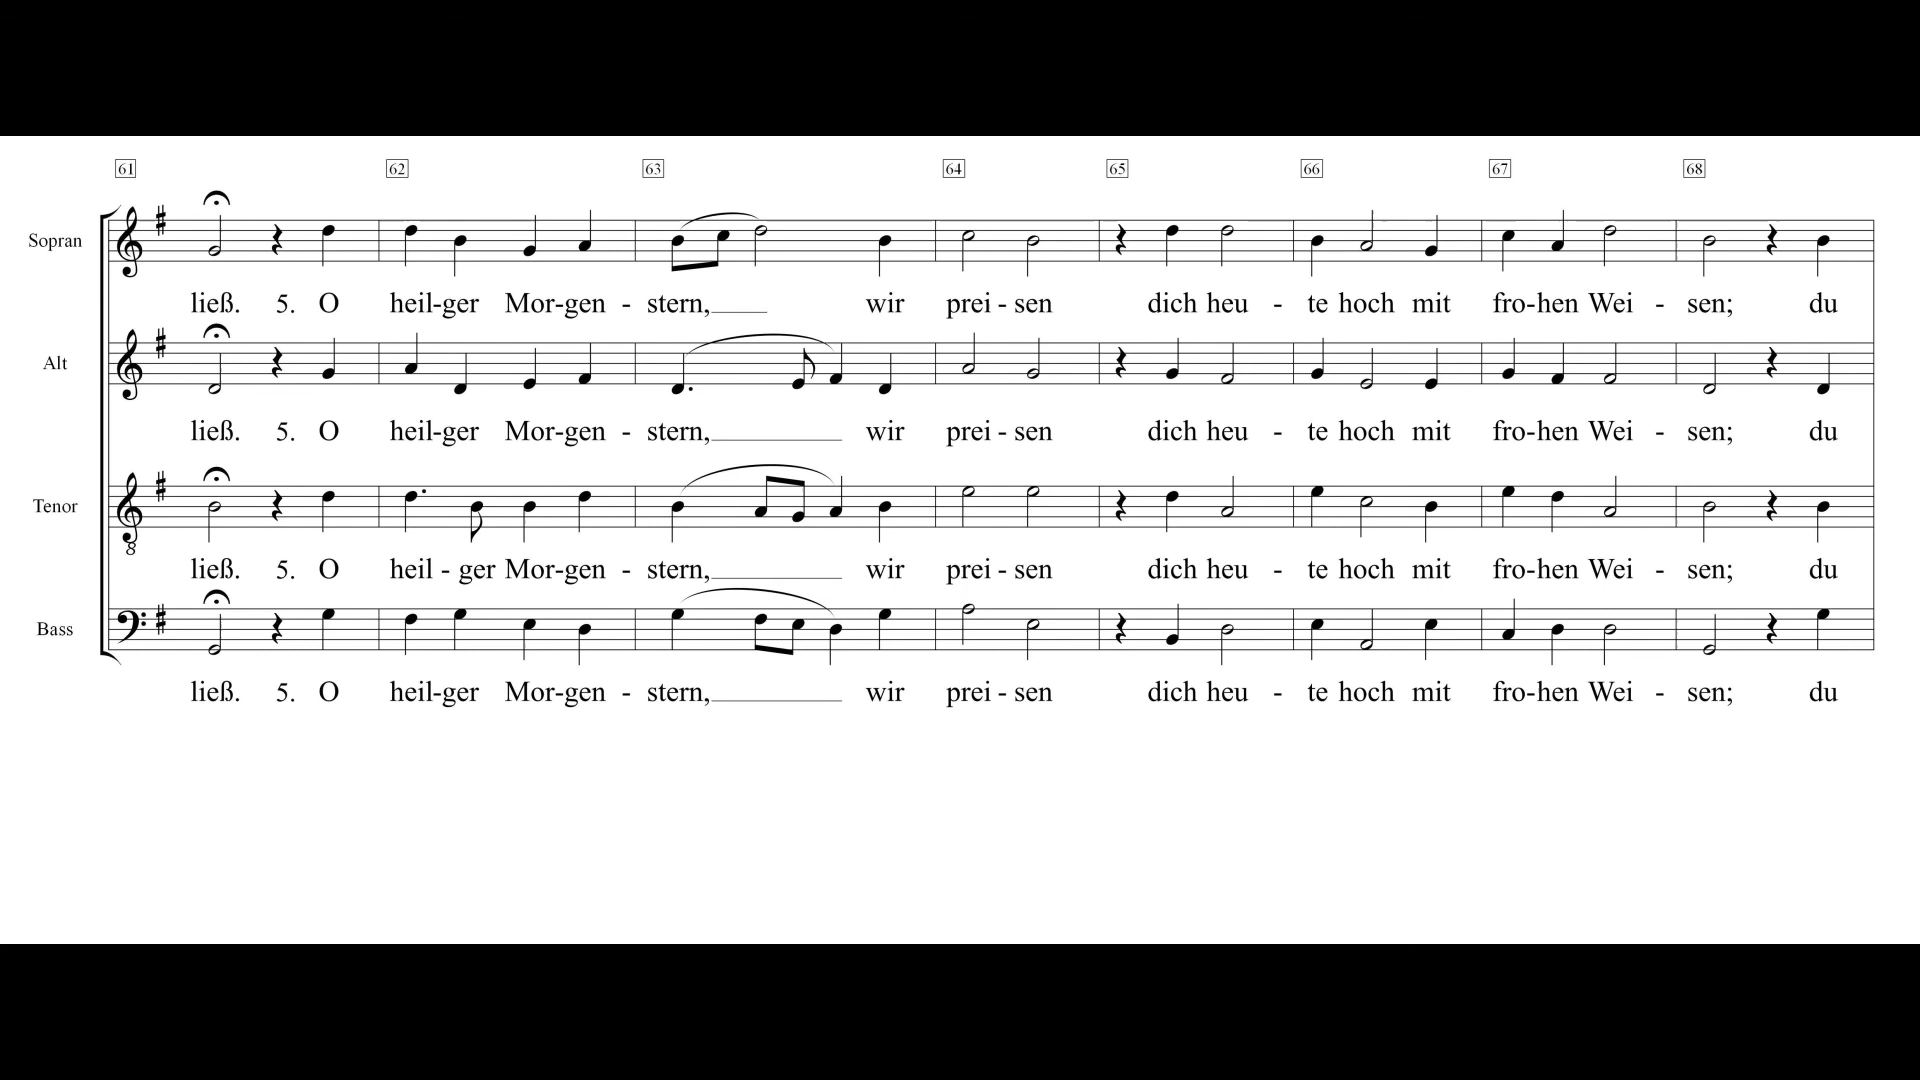 61 62 63 64 65 66 67 68
Sopran
ließ. 5. O heil-ger Mor-gen - stern, wir prei - sen dich heu - te hoch mit fro-hen Wei - sen; du
Alt
ließ. 5. O heil-ger Mor-gen - stern, wir prei - sen dich heu - te hoch mit fro-hen Wei - sen; du
Tenor
8
ließ. 5. O heil - ger Mor-gen - stern, wir prei - sen dich heu - te hoch mit fro-hen Wei - sen; du
Bass
ließ. 5. O heil-ger Mor-gen - stern, wir prei - sen dich heu - te hoch mit fro-hen Wei - sen; du